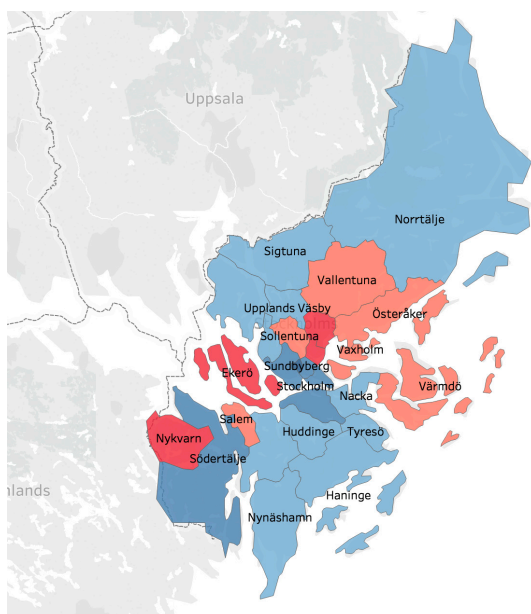 Uppsala
Norrtälje
Sigtuna
Vallentuna
Upplands Väsby
Österåker
Sollentuna
Vaxholm
Sundbyberg
Ekerö
Stockholm
Värmdö
Nacka
Salem
Huddinge
Tyresö
Nykvarn
Södertälje
nlands
Haninge
Nynäshamn